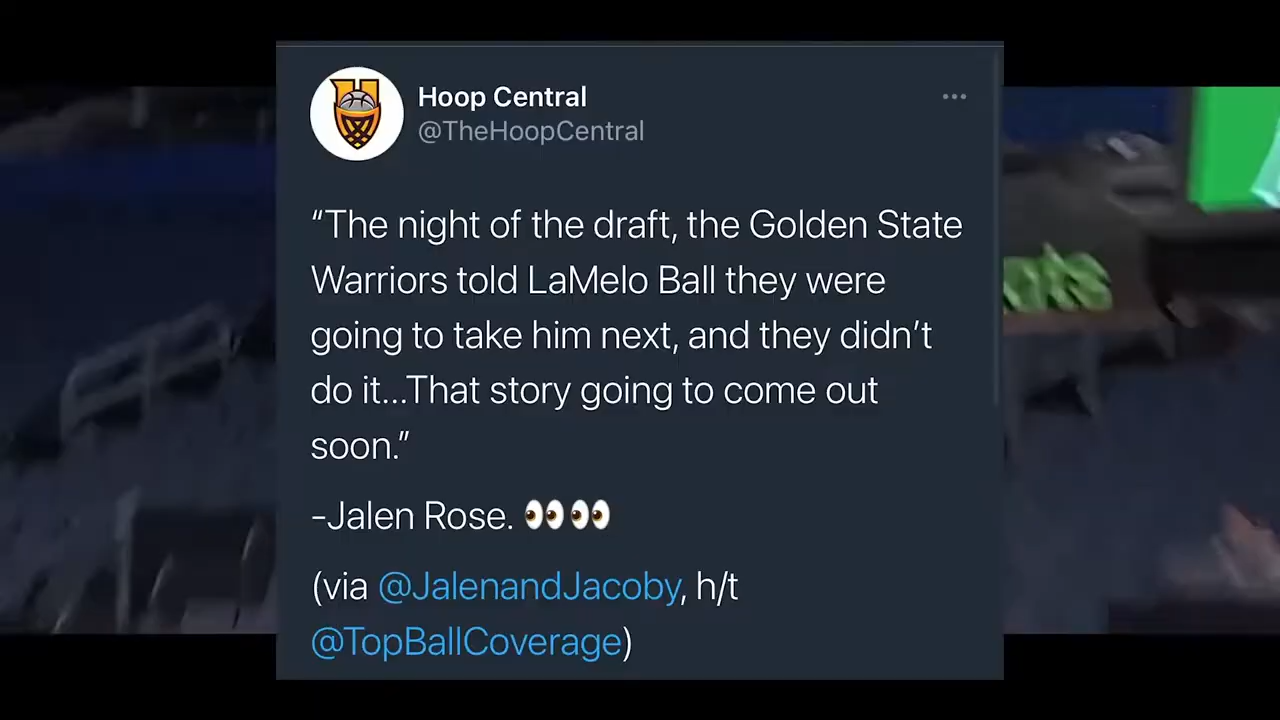 Hoop Central
@TheHoopCentral
“The night of the draft, the Golden State
Warriors told LaMelo Ball they were
going to take him next, and they didn’t
do it...That story going to come out
soon.”
-Jalen Rose. 👀👀
(via @JalenandJacoby, h/t
@TopBallCoverage)